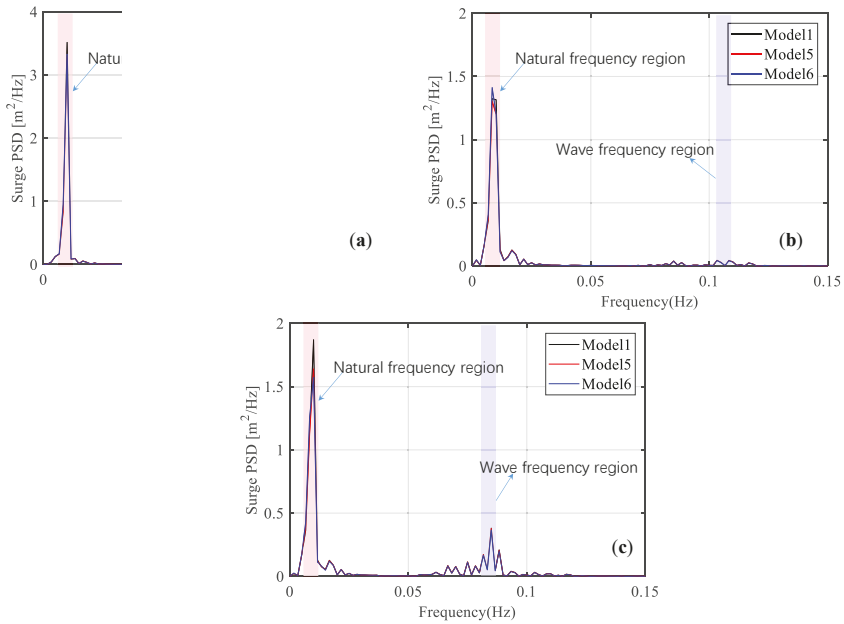 4
3
2
1
0
0
Surge PSD [m²/Hz]
Natu
(a)
2
1.5
1
0.5
0
0.05
0.1
0.15
Surge PSD [m²/Hz]
Frequency(Hz)
Natural frequency region
Wave frequency region
Model1
Model5
Model6
(b)
2
1.5
1
0.5
0
0
0.05
0.1
0.15
Surge PSD [m²/Hz]
Frequency(Hz)
Natural frequency region
Wave frequency region
Model1
Model5
Model6
(c)